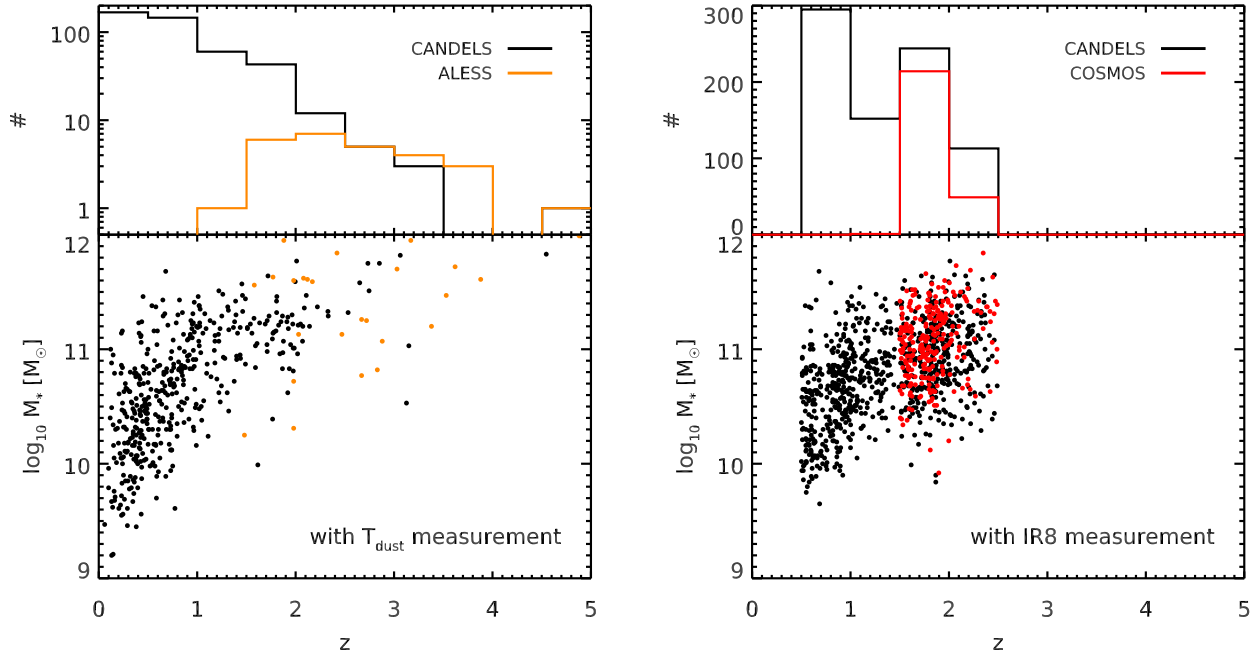 100
10
1
#
CANDELS
ALESS
12
11
10
9
log₁₀ M* [M☉]
with T_dust measurement
0 1 2 3 4 5
z
300
200
100
0
#
CANDELS
COSMOS
12
11
10
9
log₁₀ M* [M☉]
with IR8 measurement
0 1 2 3 4 5
z